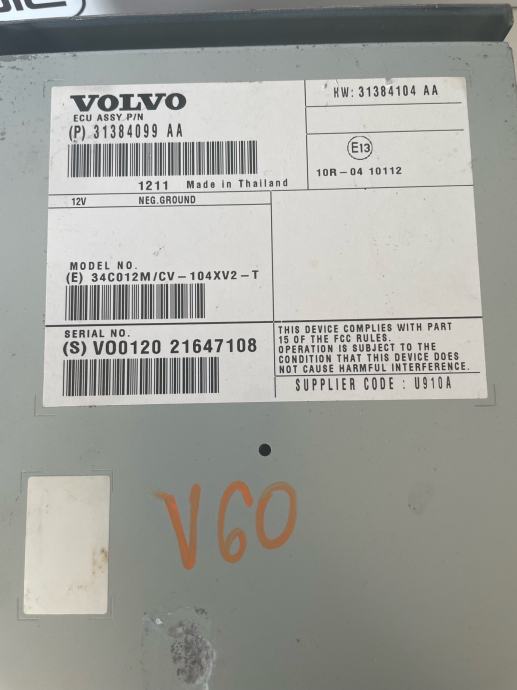 VOLVO
ECU ASSY P/N
(P) 31384099 AA
1211 Made in Thailand
HW: 31384104 AA
E13
10R-04 10112
12V NEG.GROUND
MODEL NO.
(E) 34C012M/CV-104XV2-T
SERIAL NO.
(S) VO0120 21647108
THIS DEVICE COMPLIES WITH PART
15 OF THE FCC RULES.
OPERATION IS SUBJECT TO THE
CONDITION THAT THIS DEVICE DOES
NOT CAUSE HARMFUL INTERFERENCE.
SUPPLIER CODE : U910A
V60